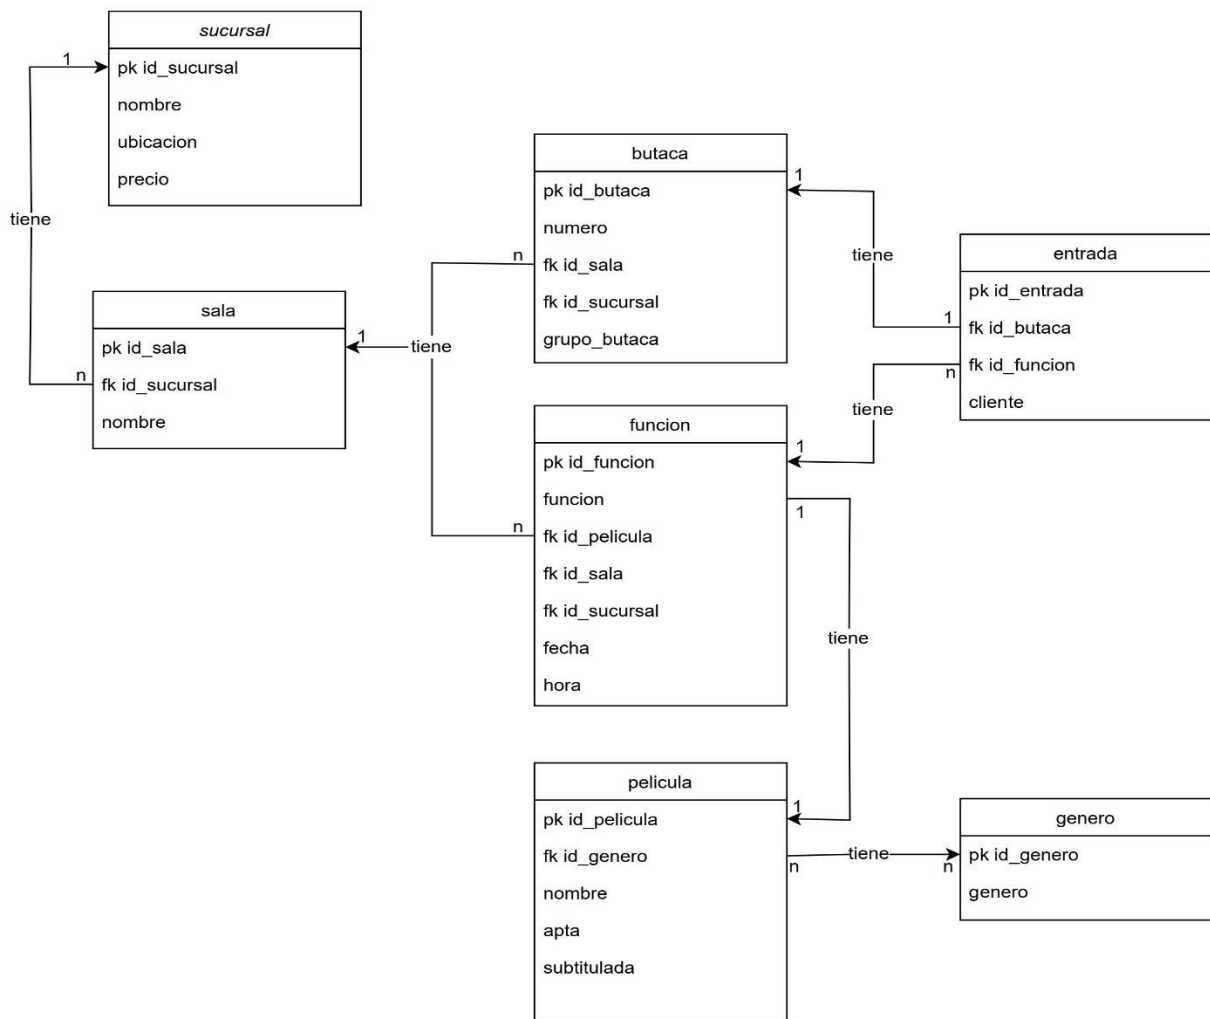 sucursal
pk id_sucursal
nombre
ubicacion
precio
1
tiene
n
sala
pk id_sala
fk id_sucursal
nombre
1
tiene
n
n
butaca
pk id_butaca
numero
fk id_sala
fk id_sucursal
grupo_butaca
1
tiene
1
entrada
pk id_entrada
fk id_butaca
fk id_funcion
cliente
n
tiene
1
funcion
pk id_funcion
funcion
fk id_pelicula
fk id_sala
fk id_sucursal
fecha
hora
1
tiene
1
pelicula
pk id_pelicula
fk id_genero
nombre
apta
subtitulada
n
tiene
n
genero
pk id_genero
genero